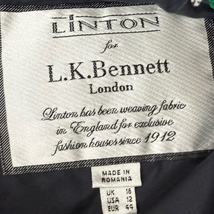 LINTON
for
L.K.Bennett
London
Linton has been weaving fabric
in England for exclusive
fashion houses since 1912
MADE IN
ROMANIA
UK 16
USA 12
EUR 44